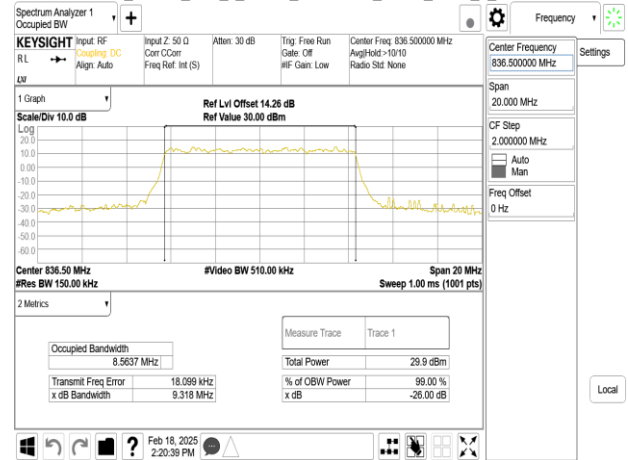 Spectrum Analyzer 1
Occupied BW
Frequency
KEYSIGHT
RL
LXI
Input: RF
Coupling: DC
Align: Auto
Input Z: 50 Ω
Corr CCorr
Freq Ref: Int (S)
Atten: 30 dB
Trig: Free Run
Gate: Off
#IF Gain: Low
Center Freq: 836.500000 MHz
Avg|Hold:>10/10
Radio Std: None
Center Frequency
836.500000 MHz
Settings
Span
20.000 MHz
CF Step
2.000000 MHz
Auto
Man
Freq Offset
0 Hz
Local
1 Graph
Scale/Div 10.0 dB
Ref Lvl Offset 14.26 dB
Ref Value 30.00 dBm
Log
20.0
10.0
0.00
-10.0
-20.0
-30.0
-40.0
-50.0
-60.0
Center 836.50 MHz
#Res BW 150.00 kHz
#Video BW 510.00 kHz
Span 20 MHz
Sweep 1.00 ms (1001 pts)
2 Metrics
Measure Trace Trace 1
Occupied Bandwidth
8.5637 MHz
Total Power 29.9 dBm
Transmit Freq Error 18.099 kHz
% of OBW Power 99.00 %
x dB Bandwidth 9.318 MHz
x dB -26.00 dB
Feb 18, 2025
2:20:39 PM